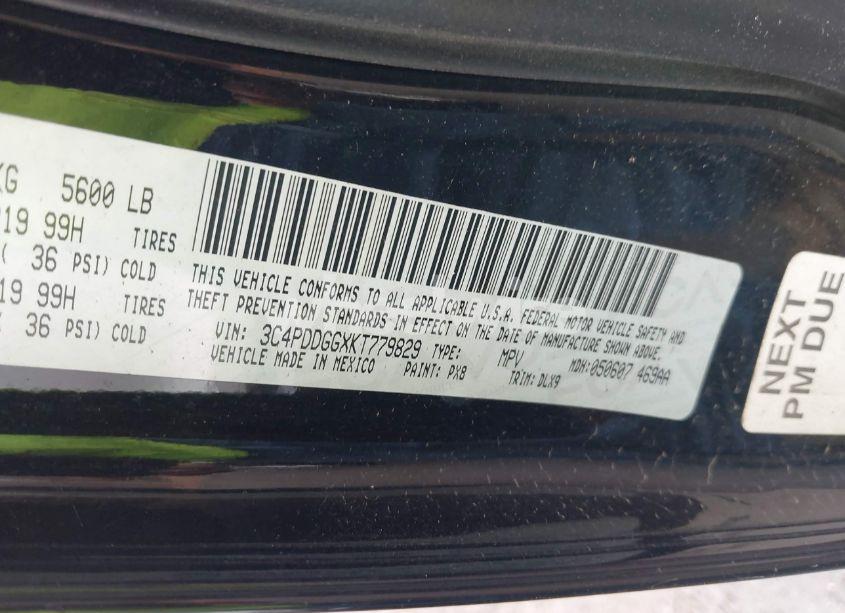 KG 5600 LB
19 99H TIRES
( 36 PSI) COLD
19 99H TIRES
36 PSI) COLD
THIS VEHICLE CONFORMS TO ALL APPLICABLE U.S.A. FEDERAL MOTOR VEHICLE SAFETY AND
THEFT PREVENTION STANDARDS IN EFFECT ON THE DATE OF MANUFACTURE SHOWN ABOVE.
VIN: 3C4PDDGGXKT779829 TYPE: MPV MDH:050607 469AA
VEHICLE MADE IN MEXICO PAINT: PX8 TRIM: DLX9
NEXT
PM DUE